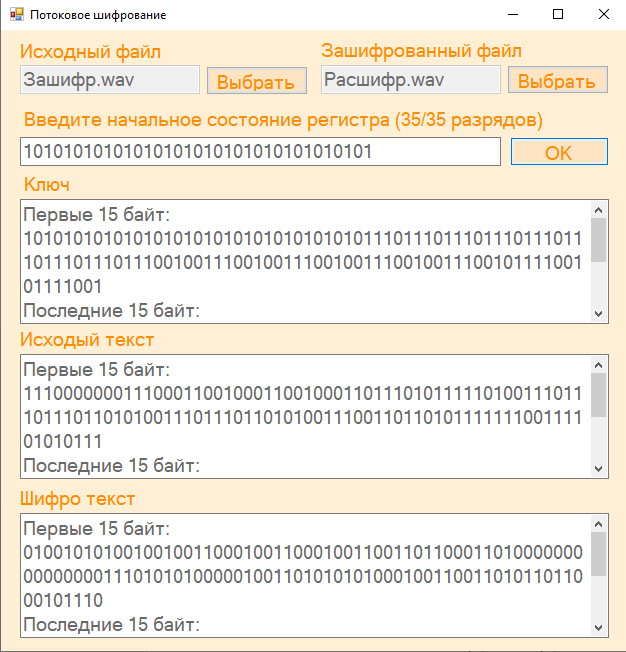 Потоковое шифрование
Исходный файл
Зашифрованный файл
Зашифр.wav
Выбрать
Расшифр.wav
Выбрать
Введите начальное состояние регистра (35/35 разрядов)
10101010101010101010101010101010101
OK
Ключ
Первые 15 байт:
10101010101010101010101010101010101110111011101110111011
10111011101110010011100100111001001110010011100101111001
01111001
Последние 15 байт:
Исходый текст
Первые 15 байт:
11100000001110001100100011001000110111010111110100111011
10111011010100111011101101010011100110110101111111001111
01010111
Последние 15 байт:
Шифро текст
Первые 15 байт:
01001010100100100110001001100010011001101100011010000000
00000000111010101000001001101010101000100110011010110110
00101110
Последние 15 байт: